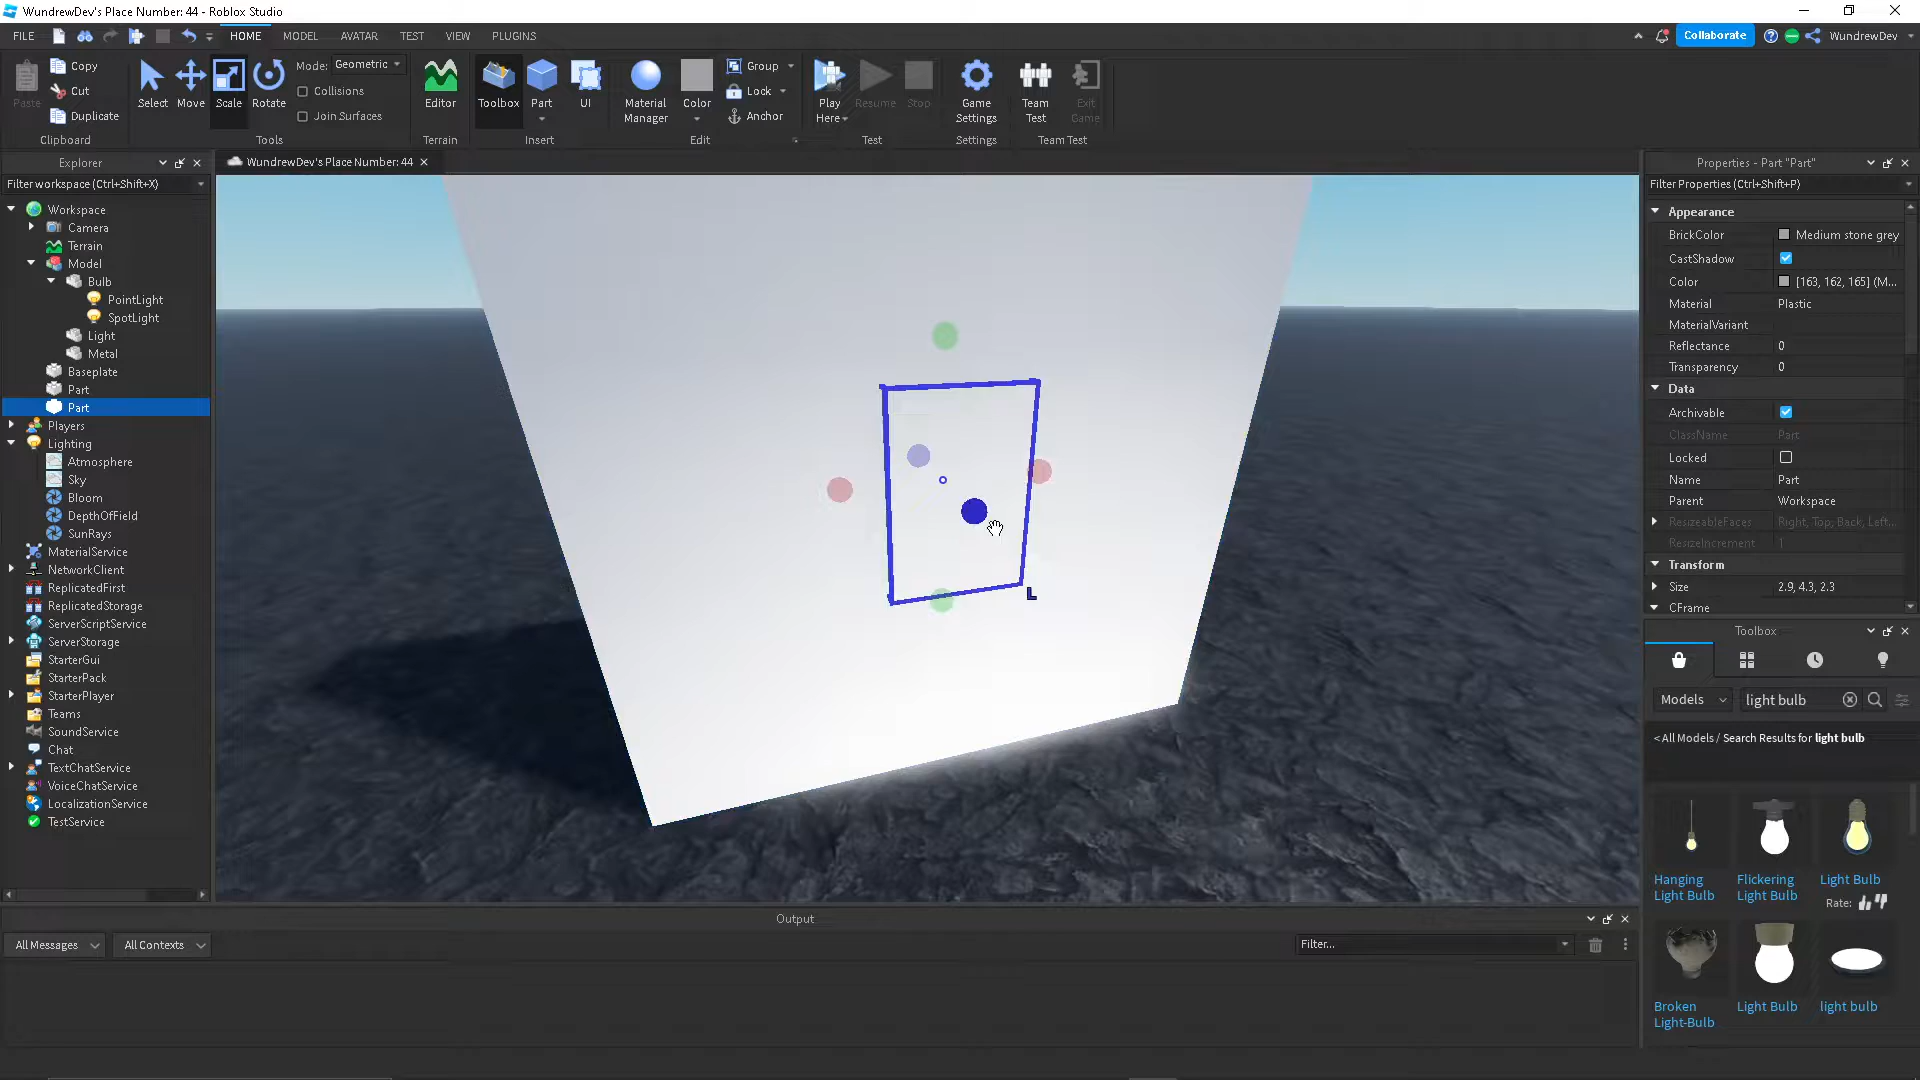 WundrewDev's Place Number: 44 - Roblox Studio
FILE
HOME
MODEL
AVATAR
TEST
VIEW
PLUGINS
Collaborate
WundrewDev
Paste
Copy
Cut
Duplicate
Clipboard
Select
Move
Scale
Rotate
Mode: Geometric
Collisions
Join Surfaces
Tools
Editor
Terrain
Toolbox
Part
UI
Insert
Material
Manager
Color
Group
Lock
Anchor
Edit
Play
Here
Resume
Stop
Test
Game
Settings
Settings
Team
Test
Exit
Game
Team Test
Explorer
Filter workspace (Ctrl+Shift+X)
Workspace
Camera
Terrain
Model
Bulb
PointLight
SpotLight
Light
Metal
Baseplate
Part
Part
Players
Lighting
Atmosphere
Sky
Bloom
DepthOfField
SunRays
MaterialService
NetworkClient
ReplicatedFirst
ReplicatedStorage
ServerScriptService
ServerStorage
StarterGui
StarterPack
StarterPlayer
Teams
SoundService
Chat
TextChatService
VoiceChatService
LocalizationService
TestService
WundrewDev's Place Number: 44
L
Properties - Part "Part"
Filter Properties (Ctrl+Shift+P)
Appearance
BrickColor Medium stone grey
CastShadow
Color [163, 162, 165] (M...
Material Plastic
MaterialVariant
Reflectance 0
Transparency 0
Data
Archivable
ClassName Part
Locked
Name Part
Parent Workspace
ResizeableFaces Right, Top, Back, Left...
ResizeIncrement 1
Transform
Size 2.9, 4.3, 2.3
CFrame
Toolbox
Models
light bulb
< All Models / Search Results for light bulb
Hanging
Light Bulb
Flickering
Light Bulb
Light Bulb
Rate:
Broken
Light-Bulb
Light Bulb
light bulb
Output
All Messages
All Contexts
Filter...